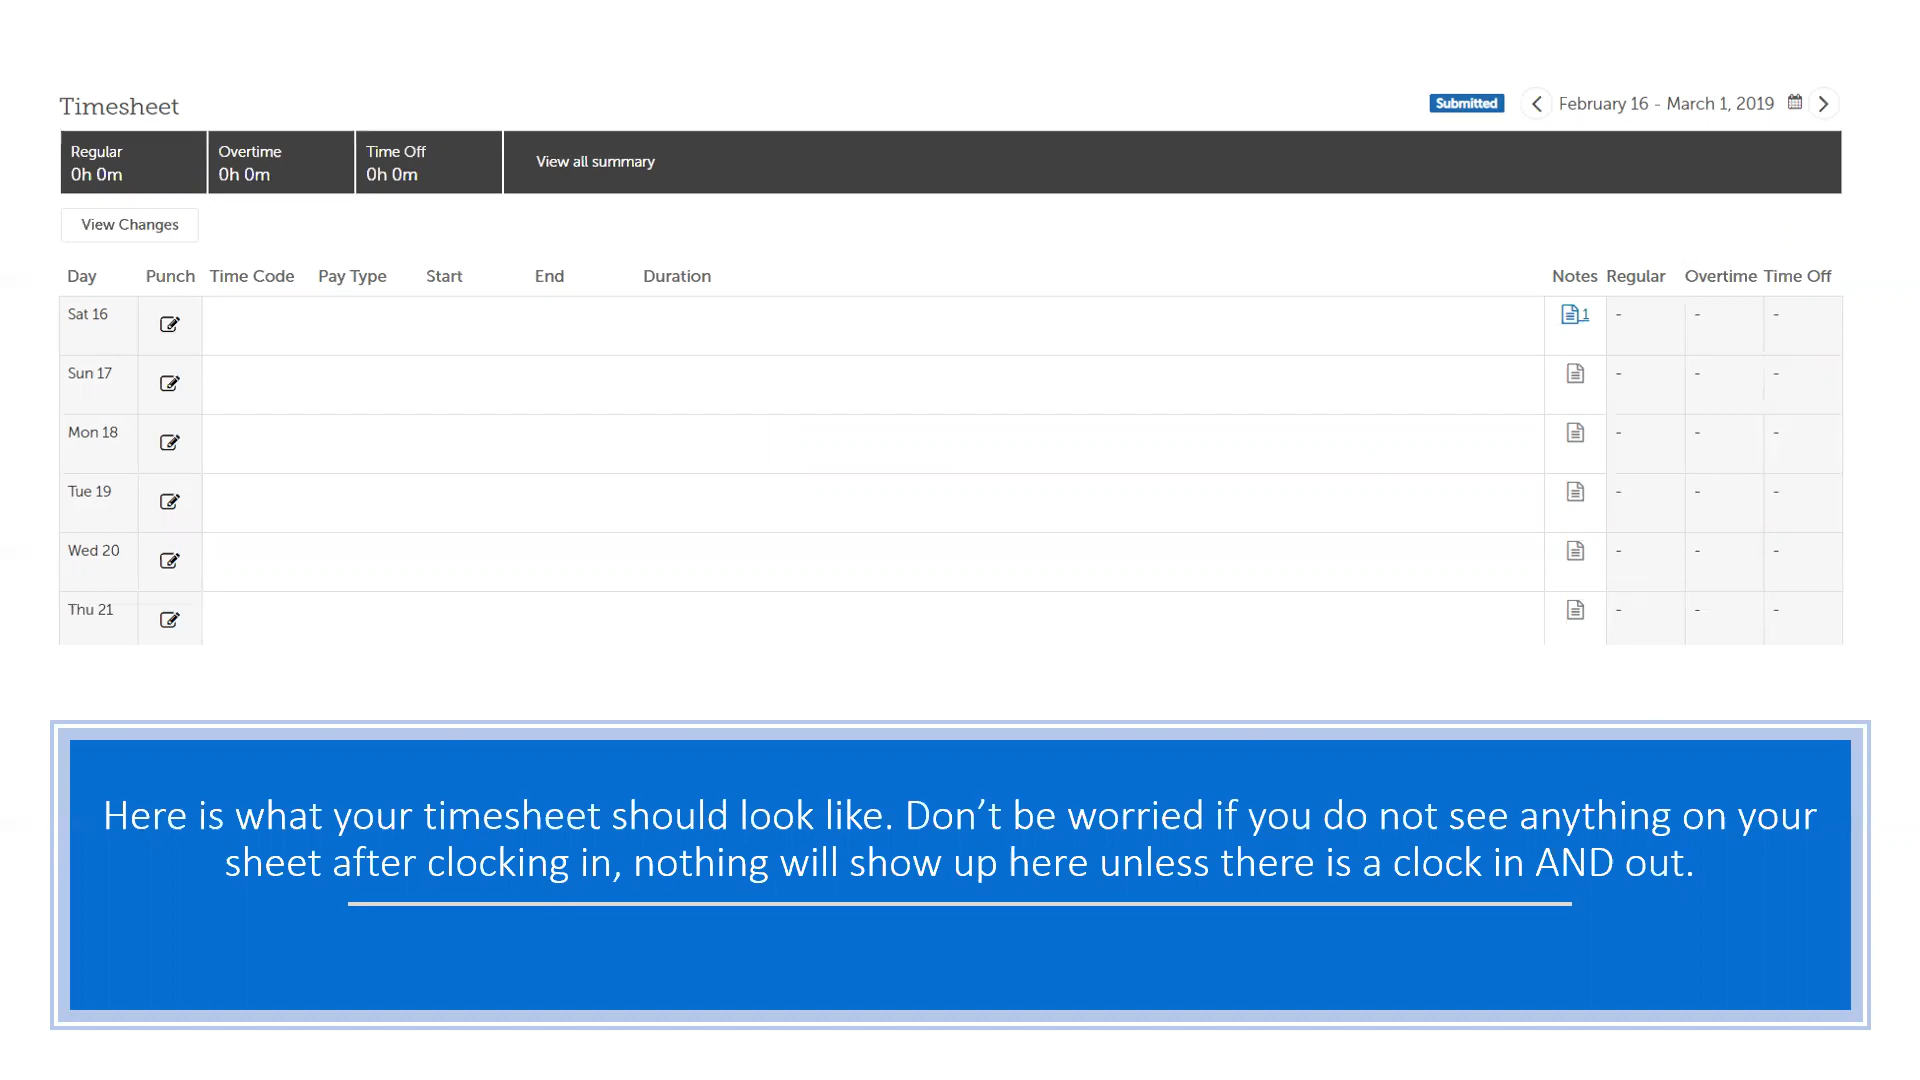 Timesheet
Submitted February 16 - March 1, 2019
Regular Overtime Time Off View all summary
0h 0m 0h 0m 0h 0m
View Changes
Day Punch Time Code Pay Type Start End Duration Notes Regular Overtime Time Off
Sat 16 1 - - -
Sun 17 - - -
Mon 18 - - -
Tue 19 - - -
Wed 20 - - -
Thu 21 - - -
Here is what your timesheet should look like. Don’t be worried if you do not see anything on your
sheet after clocking in, nothing will show up here unless there is a clock in AND out.